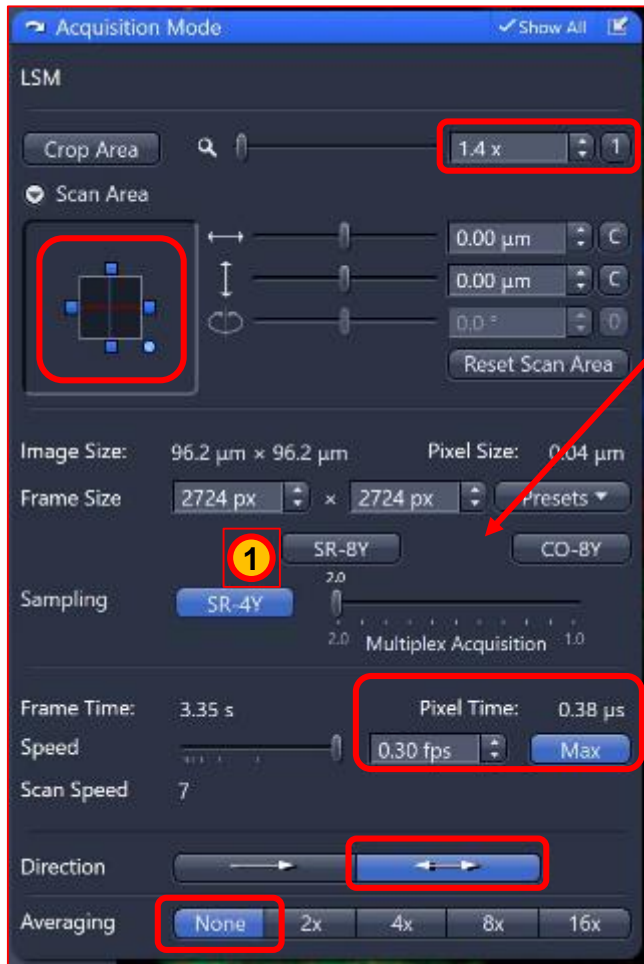 Acquisition Mode Show All
LSM
Crop Area 1.4 x 1
Scan Area
0.00 µm C
0.00 µm C
0.0 ° 0
Reset Scan Area
Image Size: 96.2 µm × 96.2 µm Pixel Size: 0.04 µm
Frame Size 2724 px × 2724 px Presets
1 SR-8Y CO-8Y
2.0
Sampling SR-4Y
2.0 Multiplex Acquisition 1.0
Frame Time: 3.35 s Pixel Time: 0.38 µs
Speed 0.30 fps Max
Scan Speed 7
Direction
Averaging None 2x 4x 8x 16x